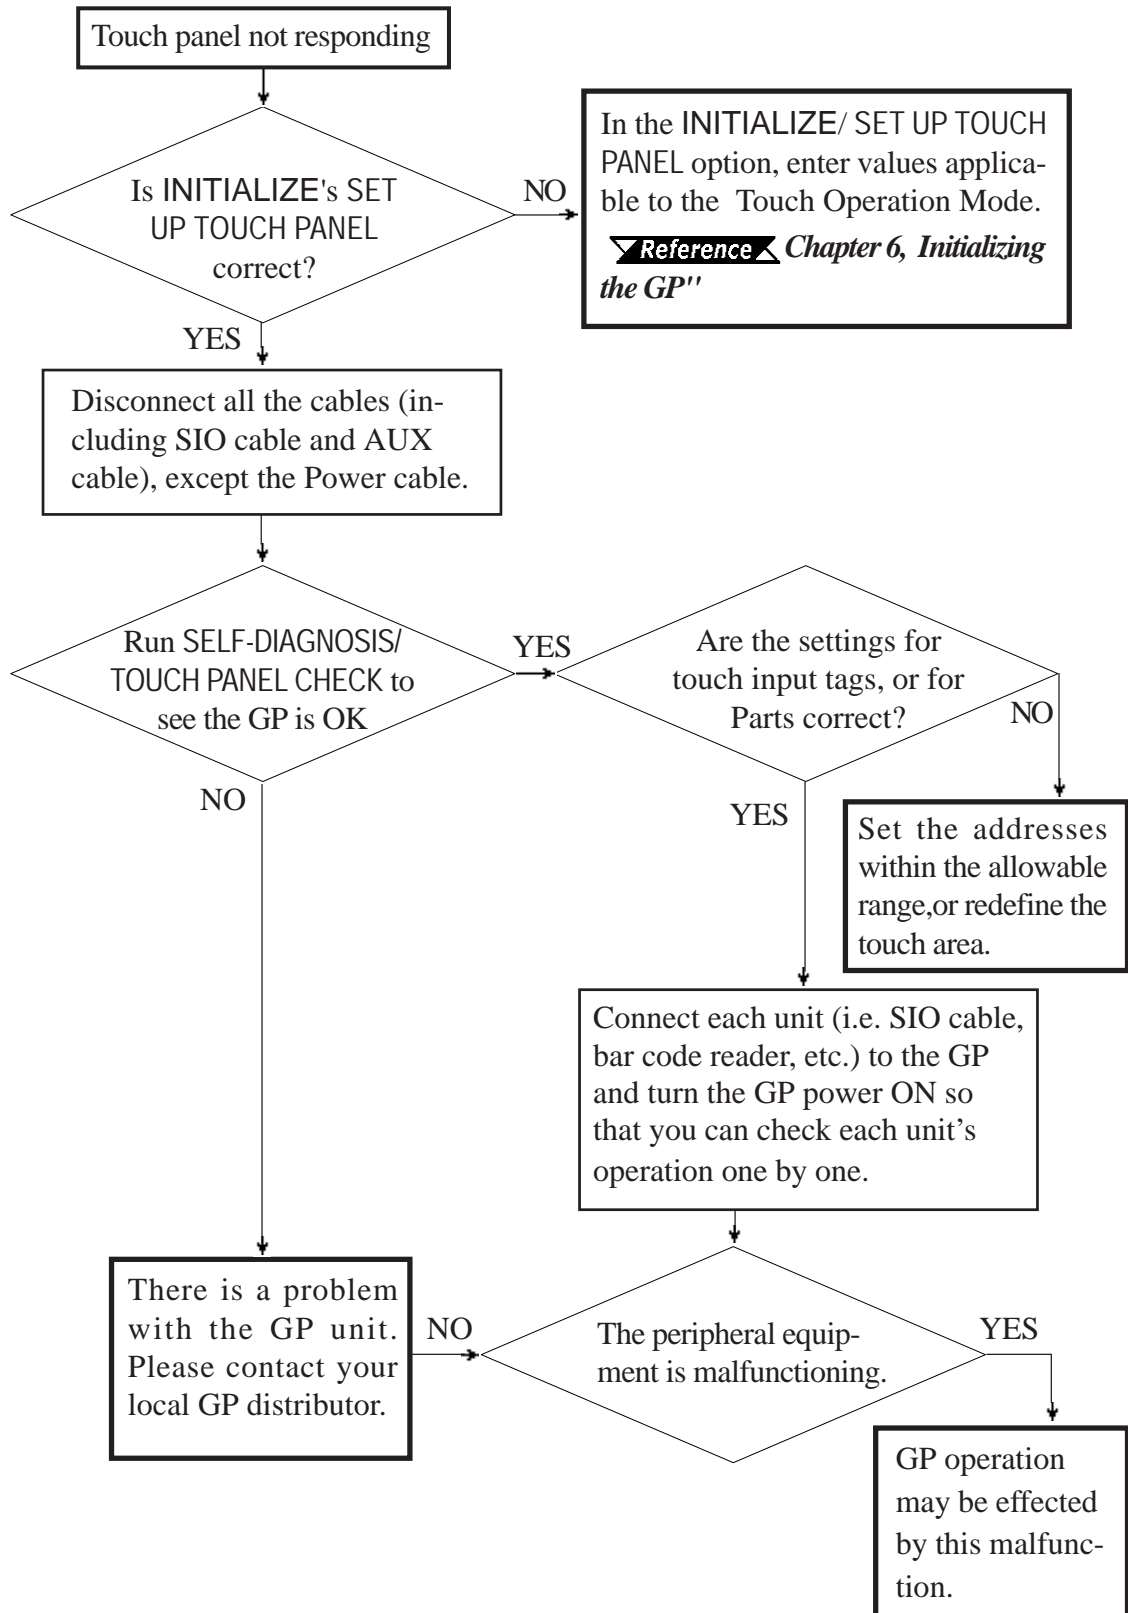 Touch panel not responding
Is INITIALIZE's SET
UP TOUCH PANEL
correct?
NO
In the INITIALIZE/ SET UP TOUCH
PANEL option, enter values applica-
ble to the Touch Operation Mode.
Reference Chapter 6, Initializing
the GP"
YES
Disconnect all the cables (in-
cluding SIO cable and AUX
cable), except the Power cable.
Run SELF-DIAGNOSIS/
TOUCH PANEL CHECK to
see the GP is OK
YES
Are the settings for
touch input tags, or for
Parts correct?
NO
NO
YES
Set the addresses
within the allowable
range,or redefine the
touch area.
Connect each unit (i.e. SIO cable,
bar code reader, etc.) to the GP
and turn the GP power ON so
that you can check each unit's
operation one by one.
There is a problem
with the GP unit.
Please contact your
local GP distributor.
NO
The peripheral equip-
ment is malfunctioning.
YES
GP operation
may be effected
by this malfunc-
tion.